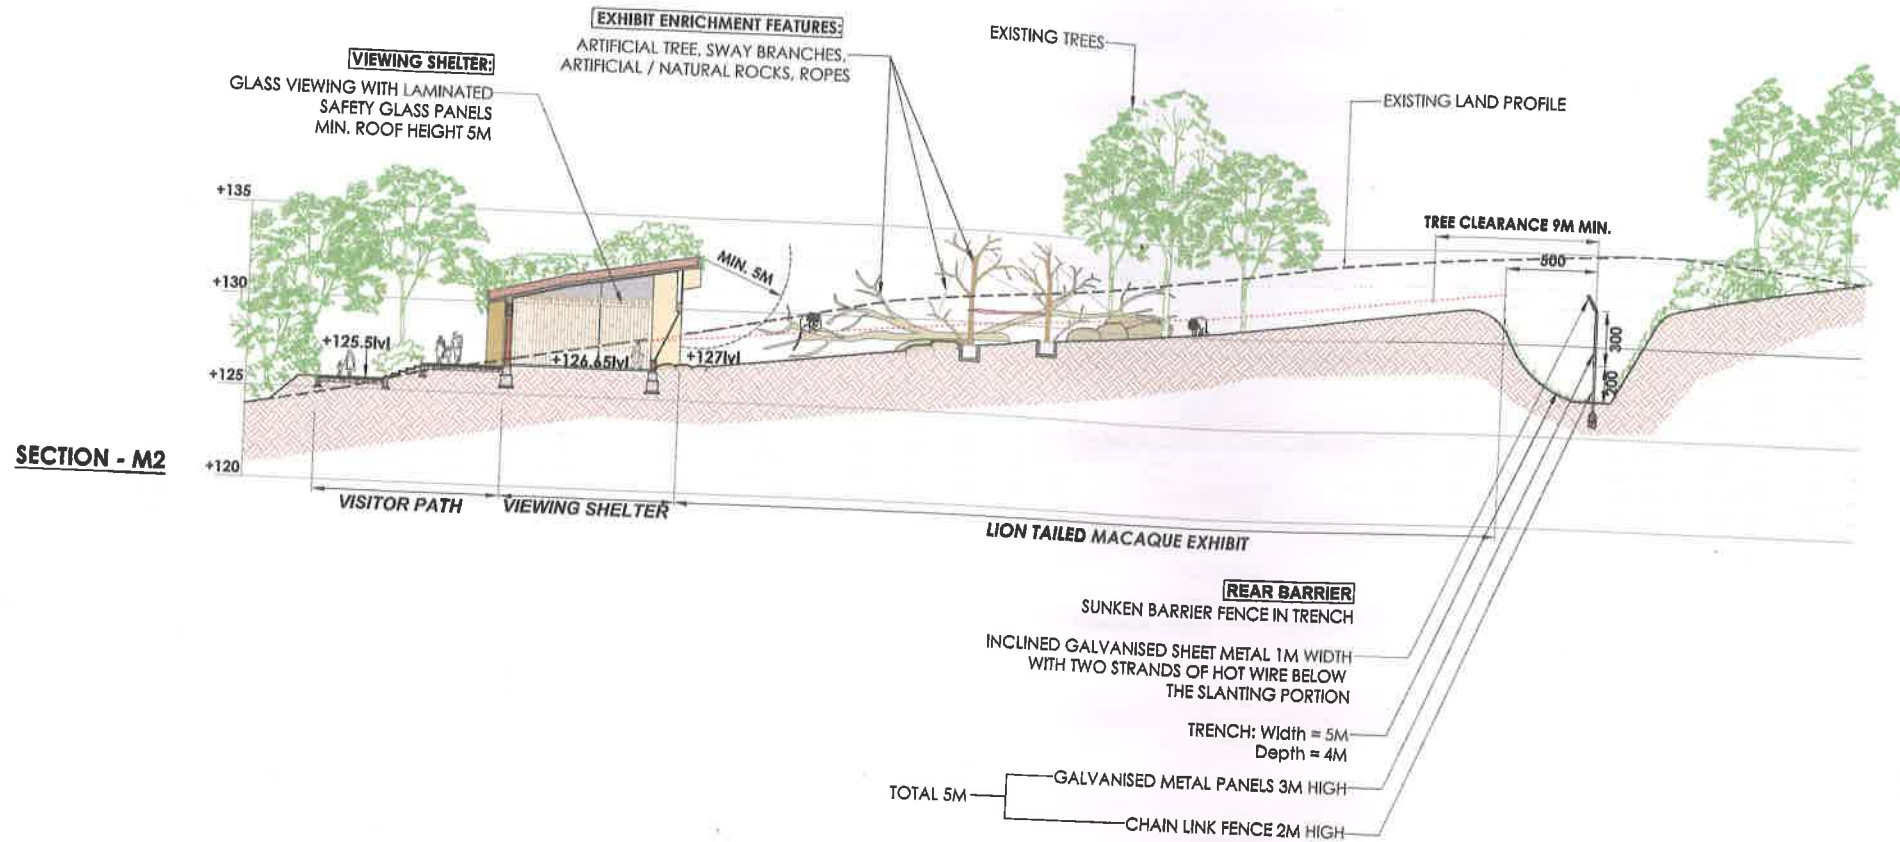 EXHIBIT ENRICHMENT FEATURES:
ARTIFICIAL TREE, SWAY BRANCHES,
ARTIFICIAL / NATURAL ROCKS, ROPES
VIEWING SHELTER:
GLASS VIEWING WITH LAMINATED
SAFETY GLASS PANELS
MIN. ROOF HEIGHT 5M
EXISTING TREES
EXISTING LAND PROFILE
TREE CLEARANCE 9M MIN.
500
+135
+130
+125
+120
MIN. 5M
+125.5lvl
+126.65lvl
+127lvl
300
200
SECTION - M2
VISITOR PATH
VIEWING SHELTER
LION TAILED MACAQUE EXHIBIT
REAR BARRIER
SUNKEN BARRIER FENCE IN TRENCH
INCLINED GALVANISED SHEET METAL 1M WIDTH
WITH TWO STRANDS OF HOT WIRE BELOW
THE SLANTING PORTION
TRENCH: Width = 5M
Depth = 4M
TOTAL 5M
GALVANISED METAL PANELS 3M HIGH
CHAIN LINK FENCE 2M HIGH